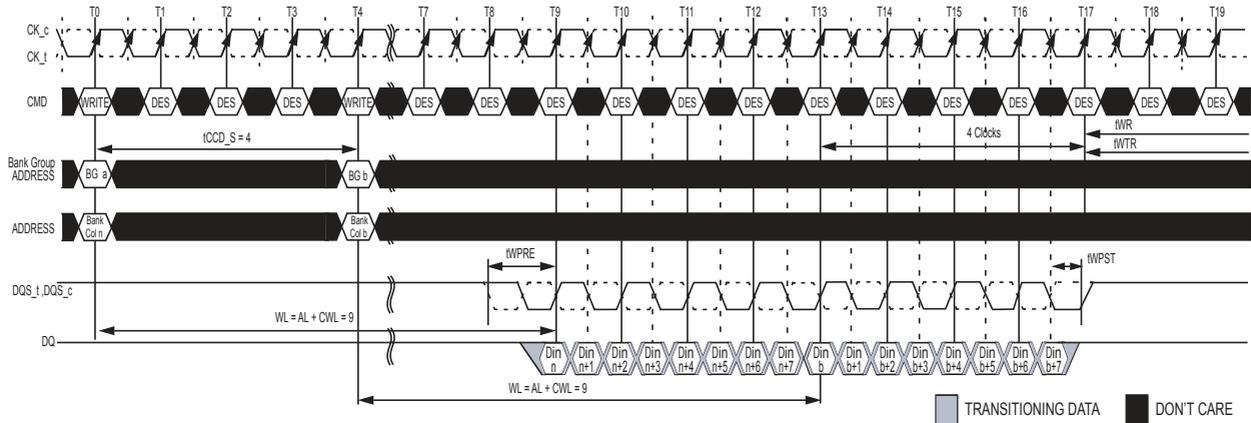 T0 T1 T2 T3 T4 T7 T8 T9 T10 T11 T12 T13 T14 T15 T16 T17 T18 T19
CK_c
CK_t
CMD WRITE DES DES DES WRITE DES DES DES DES DES DES DES DES DES DES DES DES DES
tCCD_S = 4 4 Clocks tWR
tWTR
Bank Group
ADDRESS BG a BG b
ADDRESS Bank Col n Bank Col b
tWPRE tWPST
DQS_t ,DQS_c
WL = AL + CWL = 9
DQ Din n Din n+1 Din n+2 Din n+3 Din n+4 Din n+5 Din n+6 Din n+7 Din b Din b+1 Din b+2 Din b+3 Din b+4 Din b+5 Din b+6 Din b+7
WL = AL + CWL = 9
TRANSITIONING DATA DON'T CARE